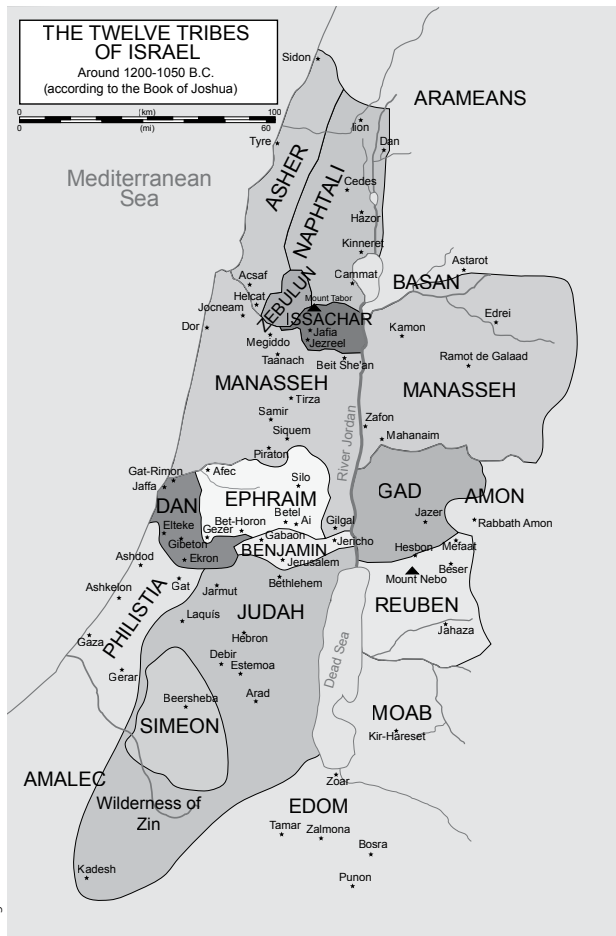 THE TWELVE TRIBES
OF ISRAEL
Around 1200-1050 B.C.
(according to the Book of Joshua)
0 (km) 100
0 (mi) 60
Sidon
ARAMEANS
Iion
Tyre
Dan
ASHER
Mediterranean
Sea
NAPHTALI
Cedes
Hazor
Kinneret
Astarot
Acsaf
Cammat
BASAN
Helcat
ZEBULUN
Mount Tabor
Jocneam
ISSACHAR
Edrei
Dor
Jafia
Kamon
Megiddo
Jezreel
Taanach
Beit She'an
Ramot de Galaad
MANASSEH
MANASSEH
Tirza
Samir
Zafon
Siquem
Mahanaim
River Jordan
Piraton
Gat-Rimon
Afec
Jaffa
Silo
EPHRAIM
GAD
AMON
DAN
Betel
Jazer
Elteke
Bet-Horon
Ai
Gilgal
Rabbath Amon
Gezer
Gabaon
Gibeton
BENJAMIN
Jericho
Hesbon
Mefaat
Ashdod
Ekron
Jerusalem
Beser
Gat
Bethlehem
Mount Nebo
Ashkelon
Jarmut
REUBEN
PHILISTIA
JUDAH
Laquís
Jahaza
Gaza
Hebron
Dead Sea
Debir
Gerar
Estemoa
Beersheba
Arad
MOAB
SIMEON
Kir-Hareset
AMALEC
Zoar
Wilderness of
Zin
EDOM
Tamar
Zalmona
Bosra
Kadesh
Punon